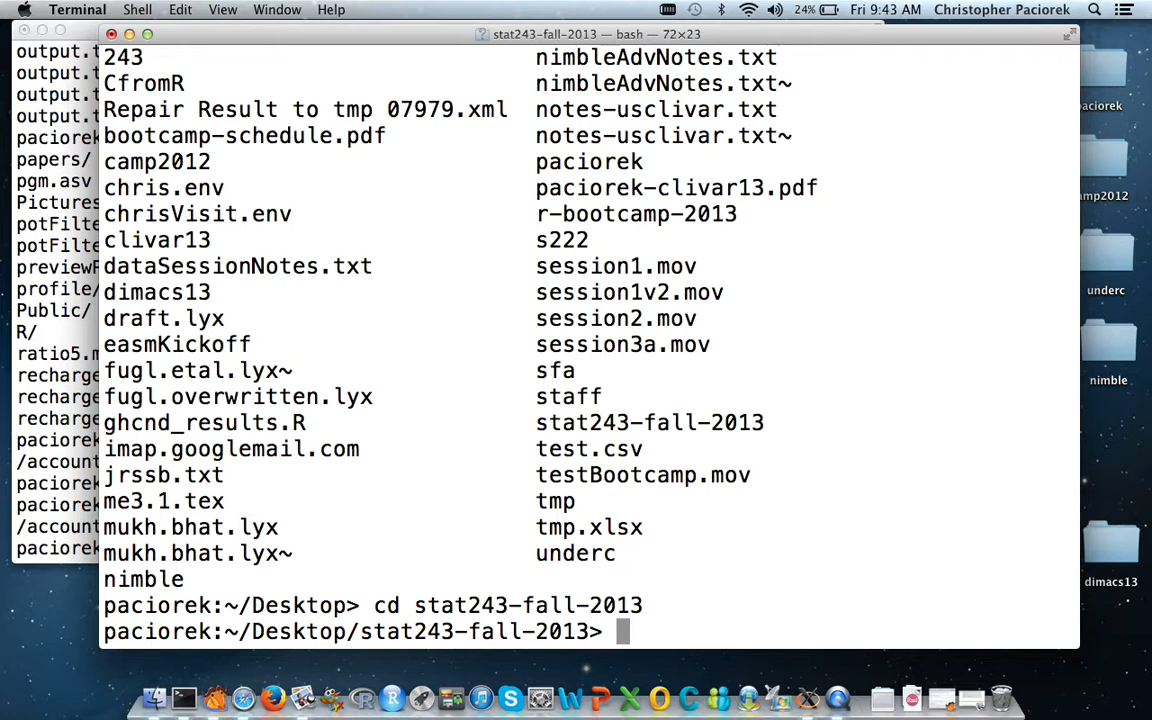 Terminal Shell Edit View Window Help 24% Fri 9:43 AM Christopher Paciorek
stat243-fall-2013 — bash — 72×23
output.t
output.t
output.t
output.t
paciorek
papers/
pgm.asv
Pictures
potFilte
potFilte
previewF
profile/
Public/
R/
ratio5.m
recharge
recharge
recharge
paciorek
/account
paciorek
paciorek
/account
paciorek
243 nimbleAdvNotes.txt
CfromR nimbleAdvNotes.txt~
Repair Result to tmp 07979.xml notes-usclivar.txt
bootcamp-schedule.pdf notes-usclivar.txt~
camp2012 paciorek
chris.env paciorek-clivar13.pdf
chrisVisit.env r-bootcamp-2013
clivar13 s222
dataSessionNotes.txt session1.mov
dimacs13 session1v2.mov
draft.lyx session2.mov
easmKickoff session3a.mov
fugl.etal.lyx~ sfa
fugl.overwritten.lyx staff
ghcnd_results.R stat243-fall-2013
imap.googlemail.com test.csv
jrssb.txt testBootcamp.mov
me3.1.tex tmp
mukh.bhat.lyx tmp.xlsx
mukh.bhat.lyx~ underc
nimble
paciorek:~/Desktop> cd stat243-fall-2013
paciorek:~/Desktop/stat243-fall-2013>
paciorek
amp2012
underc
nimble
dimacs13